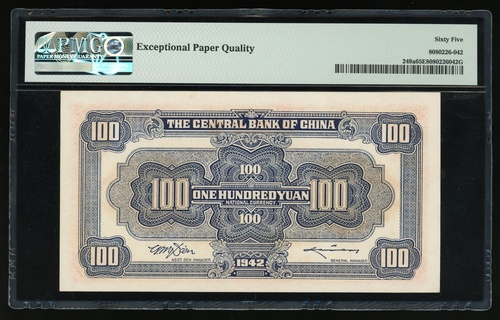 PMG
PAPER MONEY GUARANTY
Exceptional Paper Quality
Sixty Five
8080226-042
249a65E8080226042G
100
THE CENTRAL BANK OF CHINA
100
100
100
ONE HUNDRED YUAN
100
NATIONAL CURRENCY
100
100
ASST. GEN. MANAGER
1942
GENERAL MANAGER
100